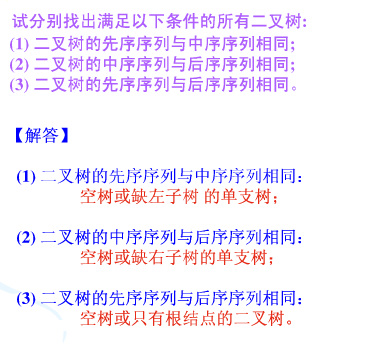 试分别找出满足以下条件的所有二叉树:
(1) 二叉树的先序序列与中序序列相同;
(2) 二叉树的中序序列与后序序列相同;
(3) 二叉树的先序序列与后序序列相同。
【解答】
(1) 二叉树的先序序列与中序序列相同:
空树或缺左子树 的单支树;
(2) 二叉树的中序序列与后序序列相同:
空树或缺右子树的单支树;
(3) 二叉树的先序序列与后序序列相同:
空树或只有根结点的二叉树。